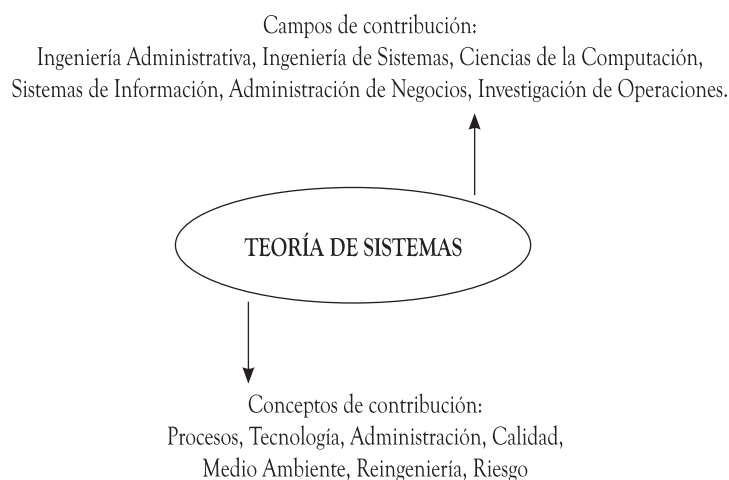 Campos de contribución:
Ingeniería Administrativa, Ingeniería de Sistemas, Ciencias de la Computación,
Sistemas de Información, Administración de Negocios, Investigación de Operaciones.
TEORÍA DE SISTEMAS
Conceptos de contribución:
Procesos, Tecnología, Administración, Calidad,
Medio Ambiente, Reingeniería, Riesgo